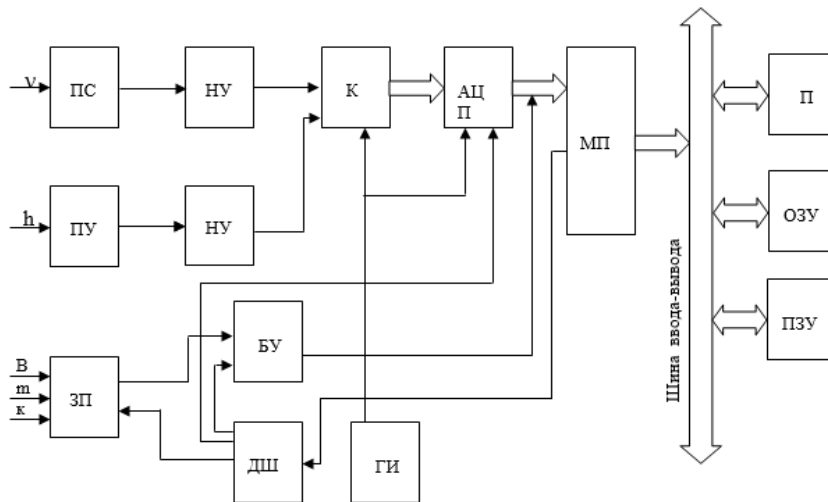 V
ПС
НУ
К
АЦ
П
МП
П
h
ПУ
НУ
ОЗУ
ПЗУ
Шина ввода-вывода
В
m
к
ЗП
БУ
ДШ
ГИ